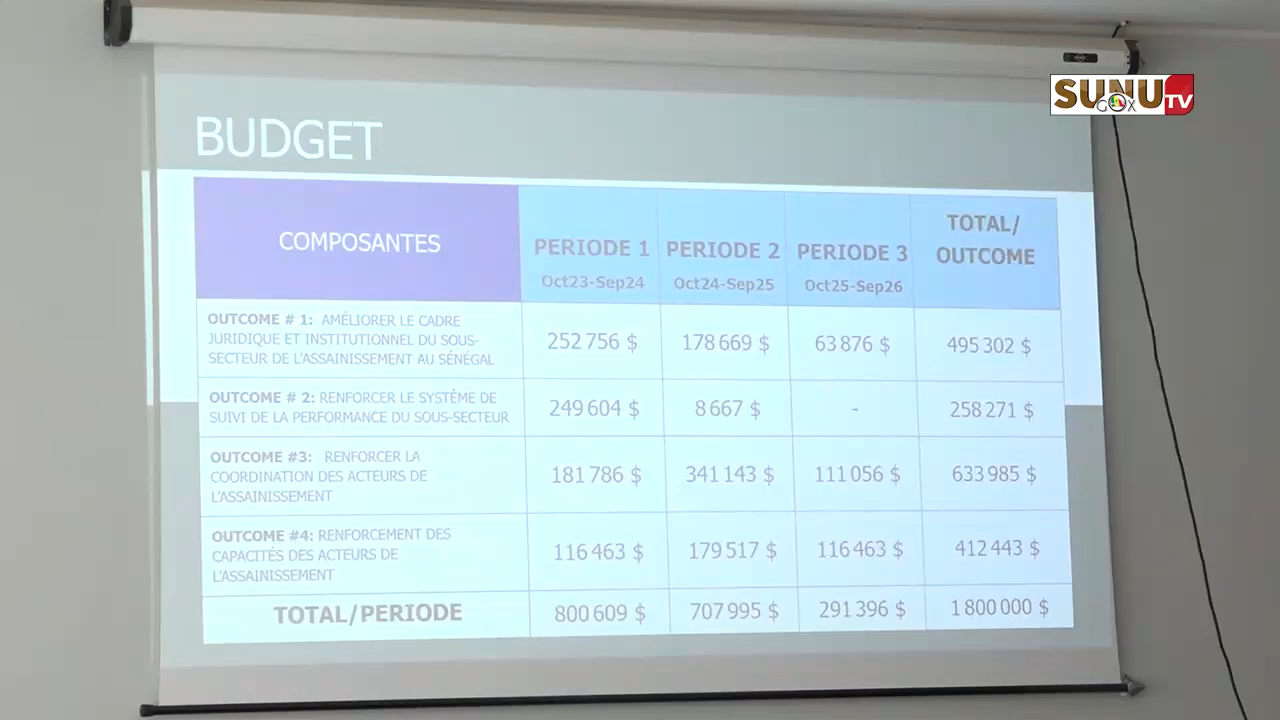 SUNU
GOX
TV
BUDGET
COMPOSANTES
PERIODE 1
Oct23-Sep24
PERIODE 2
Oct24-Sep25
PERIODE 3
Oct25-Sep26
TOTAL/
OUTCOME
OUTCOME # 1: AMÉLIORER LE CADRE
JURIDIQUE ET INSTITUTIONNEL DU SOUS-
SECTEUR DE L'ASSAINISSEMENT AU SÉNÉGAL
252 756 $
178 669 $
63 876 $
495 302 $
OUTCOME # 2: RENFORCER LE SYSTÈME DE
SUIVI DE LA PERFORMANCE DU SOUS-SECTEUR
249 604 $
8 667 $
-
258 271 $
OUTCOME #3: RENFORCER LA
COORDINATION DES ACTEURS DE
L'ASSAINISSEMENT
181 786 $
341 143 $
111 056 $
633 985 $
OUTCOME #4: RENFORCEMENT DES
CAPACITÉS DES ACTEURS DE
L'ASSAINISSEMENT
116 463 $
179 517 $
116 463 $
412 443 $
TOTAL/PERIODE
800 609 $
707 995 $
291 396 $
1 800 000 $